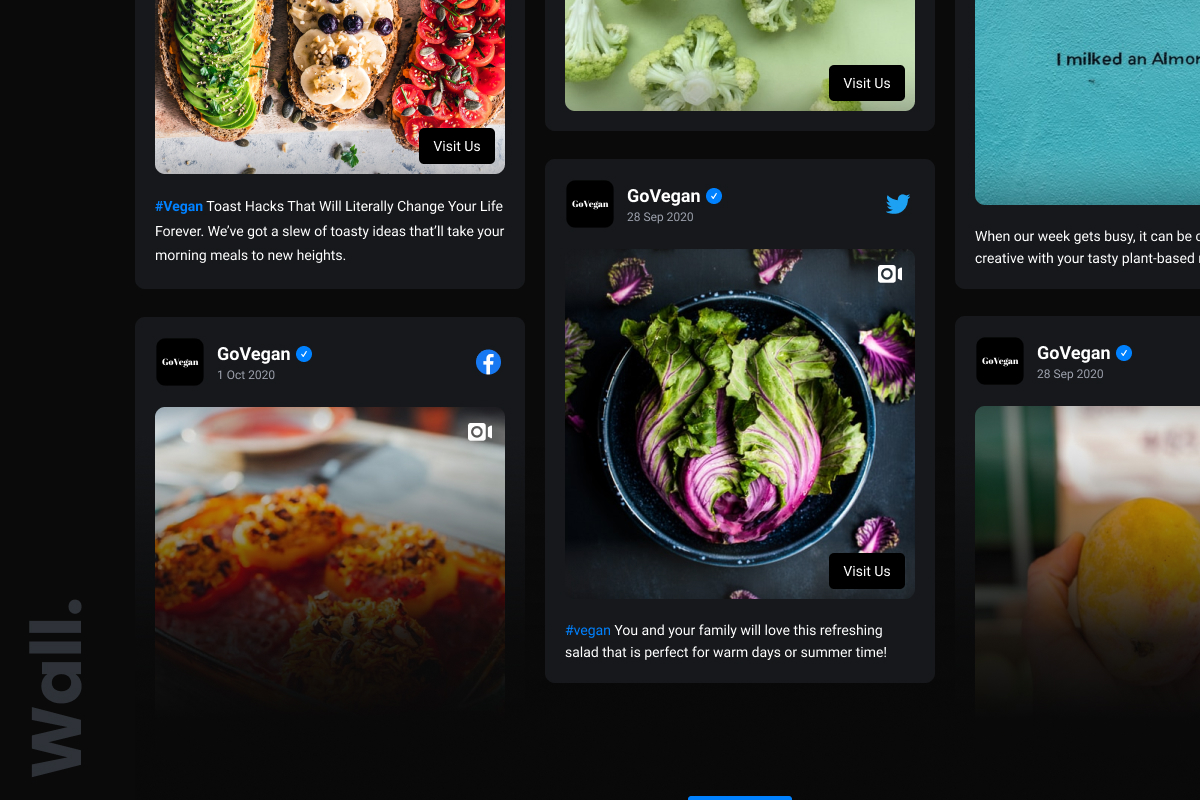 Visit Us
#Vegan Toast Hacks That Will Literally Change Your Life
Forever. We’ve got a slew of toasty ideas that’ll take your
morning meals to new heights.
GoVegan
GoVegan
1 Oct 2020
Visit Us
GoVegan
GoVegan
28 Sep 2020
Visit Us
#vegan You and your family will love this refreshing
salad that is perfect for warm days or summer time!
I milked an
When our week gets busy, it can be
creative with your tasty plant-based
GoVegan
GoVegan
28 Sep 2020
Wall.